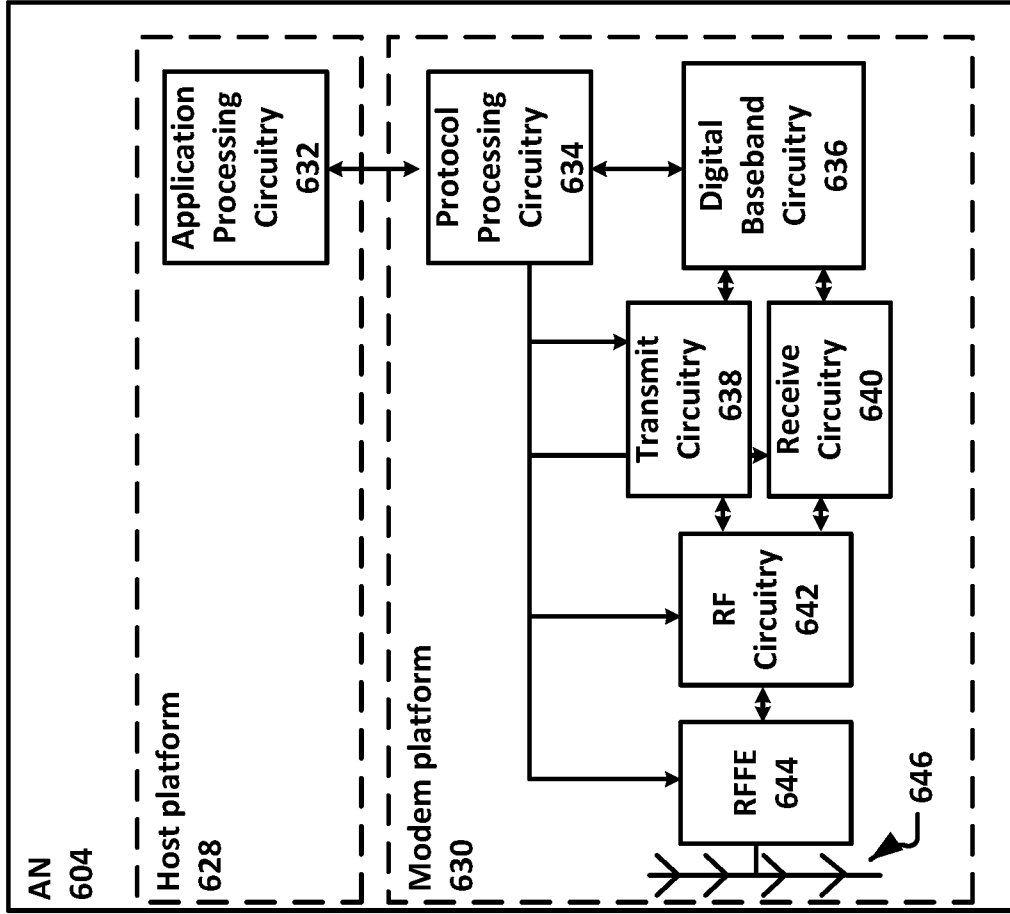 AN
604
Host platform
628
Application
Processing
Circuitry
632
Modem platform
630
Protocol
Processing
Circuitry
634
Digital
Baseband
Circuitry
636
Transmit
Circuitry
638
Receive
Circuitry
640
RF
Circuitry
642
RFFE
644
646